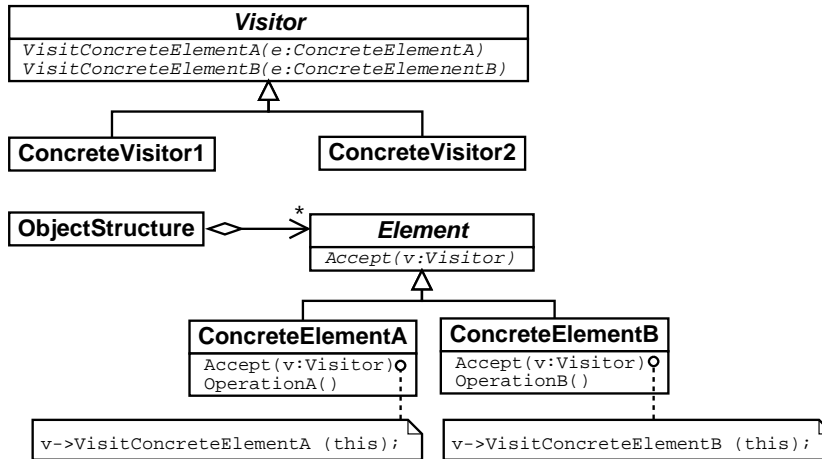 Visitor
VisitConcreteElementA(e:ConcreteElementA)
VisitConcreteElementB(e:ConcreteElemenentB)
ConcreteVisitor1
ConcreteVisitor2
ObjectStructure
*
Element
Accept(v:Visitor)
ConcreteElementA
Accept(v:Visitor)
OperationA()
ConcreteElementB
Accept(v:Visitor)
OperationB()
v->VisitConcreteElementA (this);
v->VisitConcreteElementB (this);